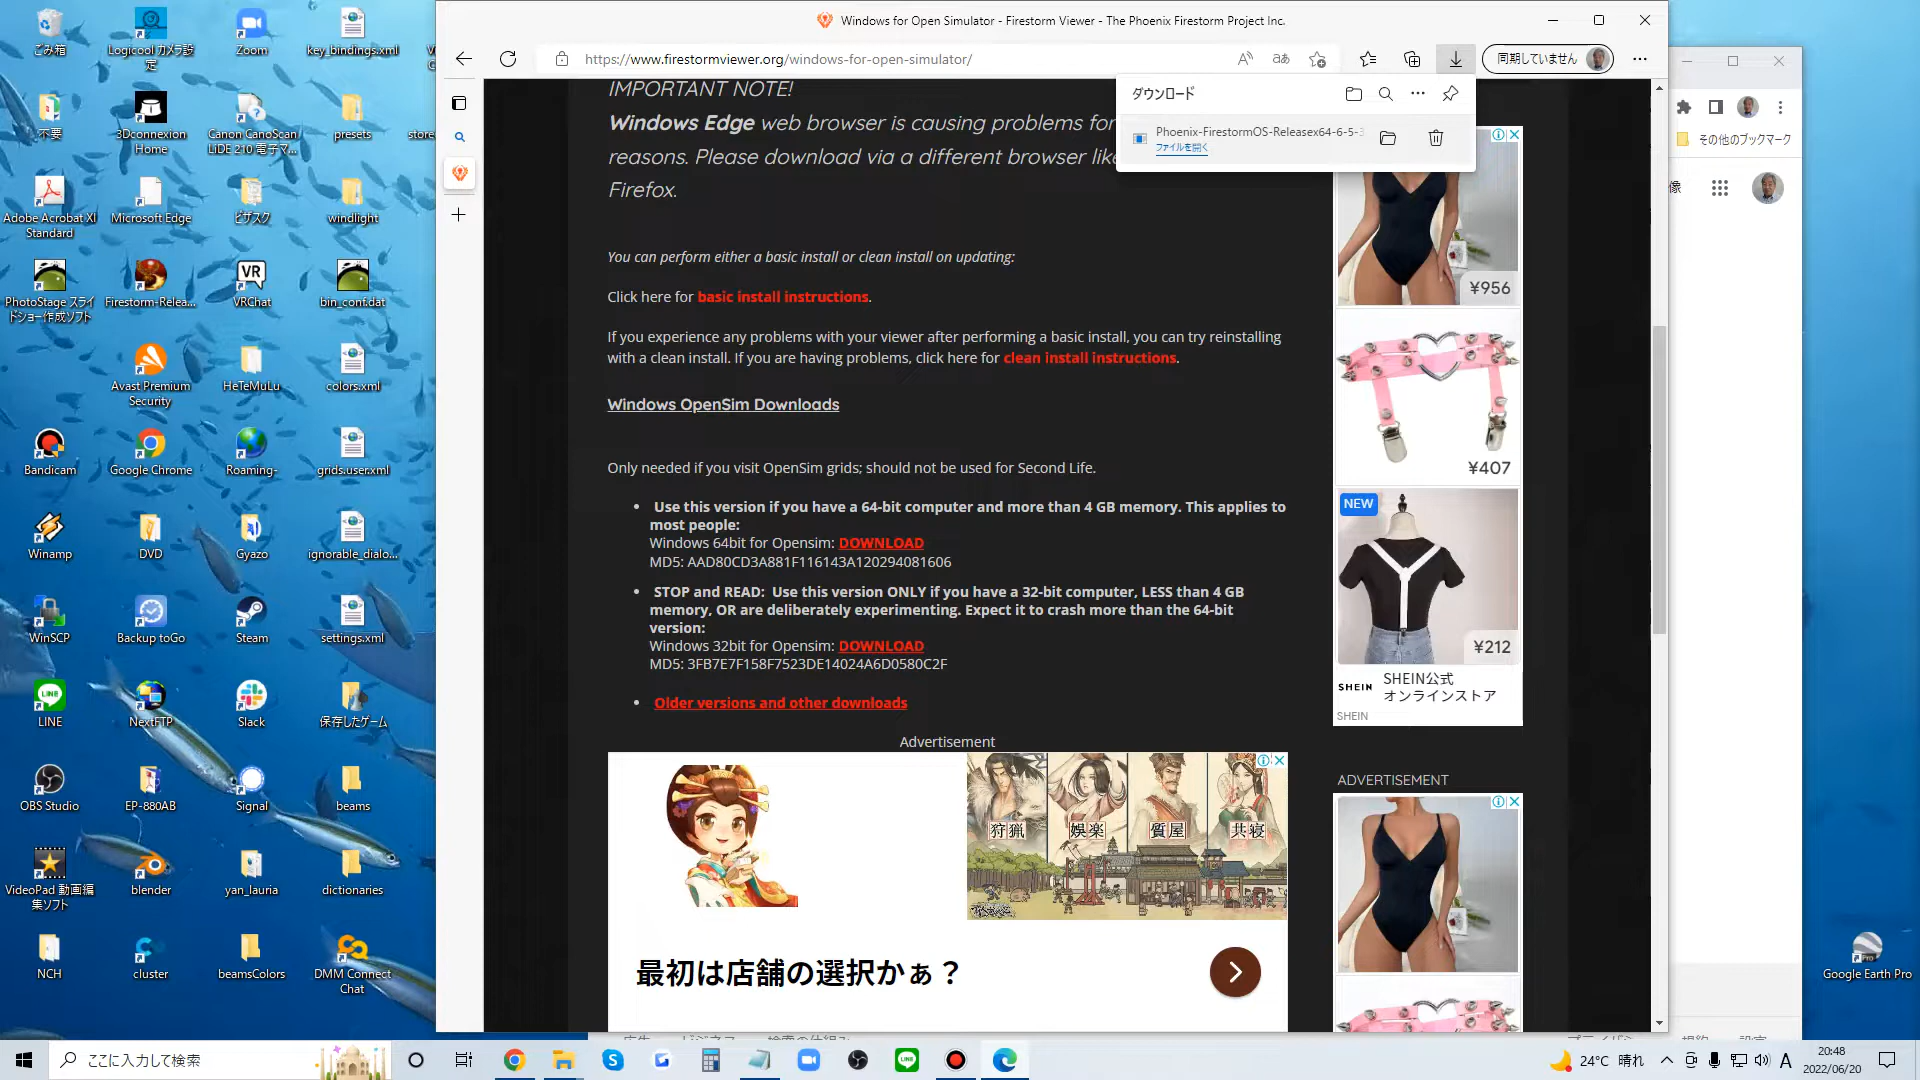 ごみ箱
Logicool カメラ設定
Zoom
key_bindings.xml
不要
3Dconnexion Home
Canon CanoScan LiDE 210 電子マ...
presets
Adobe Acrobat XI Standard
Microsoft Edge
ビザスク
windlight
PhotoStage スライドショー作成ソフト
Firestorm-Relea...
VRChat
bin_conf.dat
Avast Premium Security
HeTeMuLu
colors.xml
Bandicam
Google Chrome
Roaming-
grids.user.xml
Winamp
DVD
Gyazo
ignorable_dialo...
WinSCP
Backup toGo
Steam
settings.xml
LINE
NextFTP
Slack
保存したゲーム
OBS Studio
EP-880AB
Signal
beams
VideoPad 動画編集ソフト
blender
yan_lauria
dictionaries
NCH
cluster
beamsColors
DMM Connect Chat
Google Earth Pro
Windows for Open Simulator - Firestorm Viewer - The Phoenix Firestorm Project Inc.
https://www.firestormviewer.org/windows-for-open-simulator/
同期していません
ダウンロード
Phoenix-FirestormOS-Releasex64-6-5-3
ファイルを開く
その他のブックマーク
像
IMPORTANT NOTE!
Windows Edge web browser is causing problems for
reasons. Please download via a different browser like
Firefox.
You can perform either a basic install or clean install on updating:
Click here for basic install instructions.
If you experience any problems with your viewer after performing a basic install, you can try reinstalling
with a clean install. If you are having problems, click here for clean install instructions.
Windows OpenSim Downloads
Only needed if you visit OpenSim grids; should not be used for Second Life.
Use this version if you have a 64-bit computer and more than 4 GB memory. This applies to
most people:
Windows 64bit for Opensim: DOWNLOAD
MD5: AAD80CD3A881F116143A120294081606
STOP and READ: Use this version ONLY if you have a 32-bit computer, LESS than 4 GB
memory, OR are deliberately experimenting. Expect it to crash more than the 64-bit
version:
Windows 32bit for Opensim: DOWNLOAD
MD5: 3FB7E7F158F7523DE14024A6D0580C2F
Older versions and other downloads
Advertisement
狩猟 娯楽 質屋 共寝
最初は店舗の選択かぁ？
¥956
¥407
NEW
¥212
SHEIN
SHEIN公式
オンラインストア
SHEIN
ADVERTISEMENT
ここに入力して検索
24°C 晴れ
A
20:48
2022/06/20